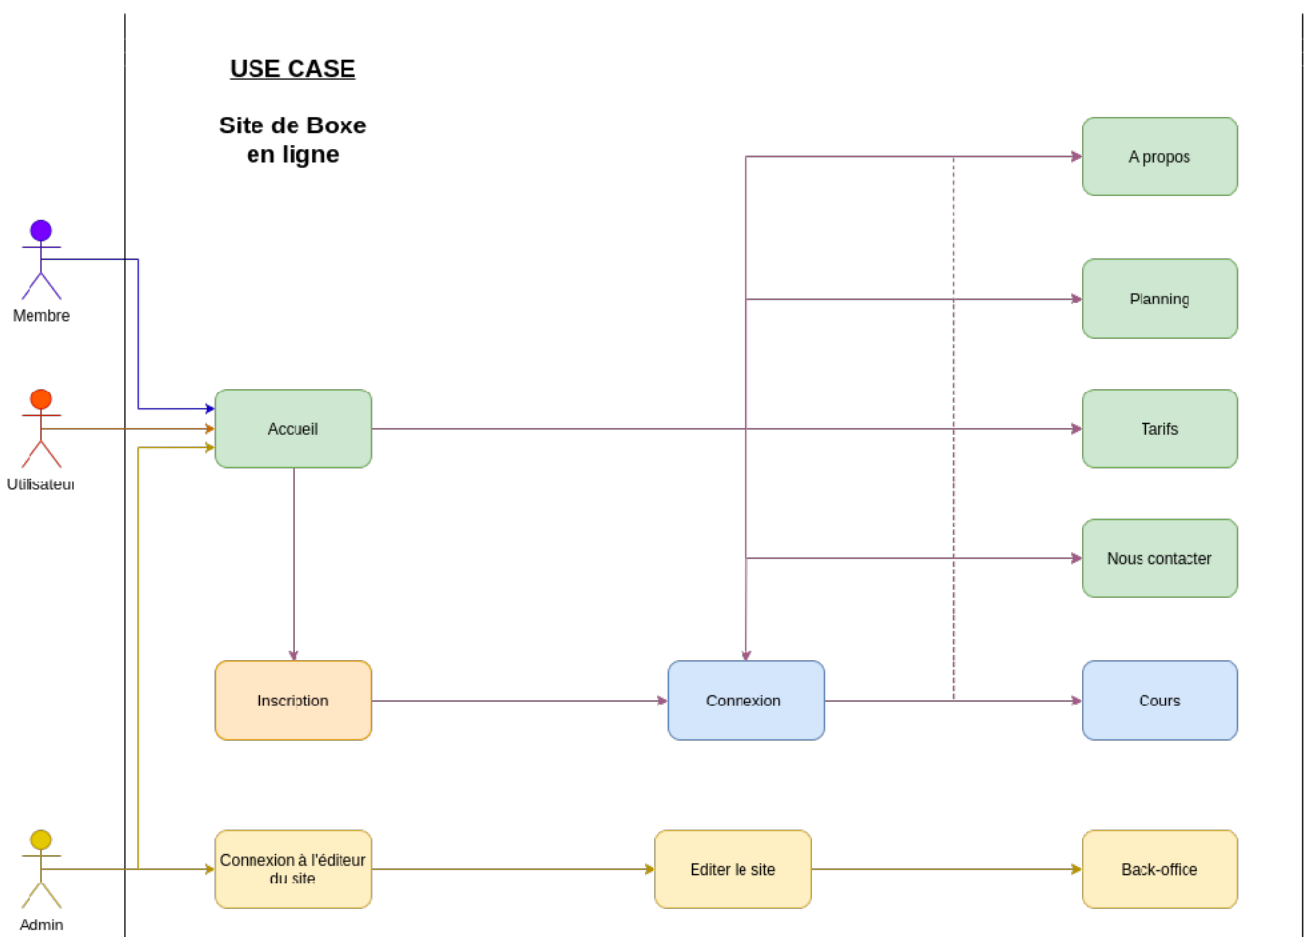 USE CASE
Site de Boxe
en ligne
A propos
Membre
Planning
Utilisateur
Accueil
Tarifs
Nous contacter
Inscription
Connexion
Cours
Admin
Connexion à l'éditeur
du site
Editer le site
Back-office